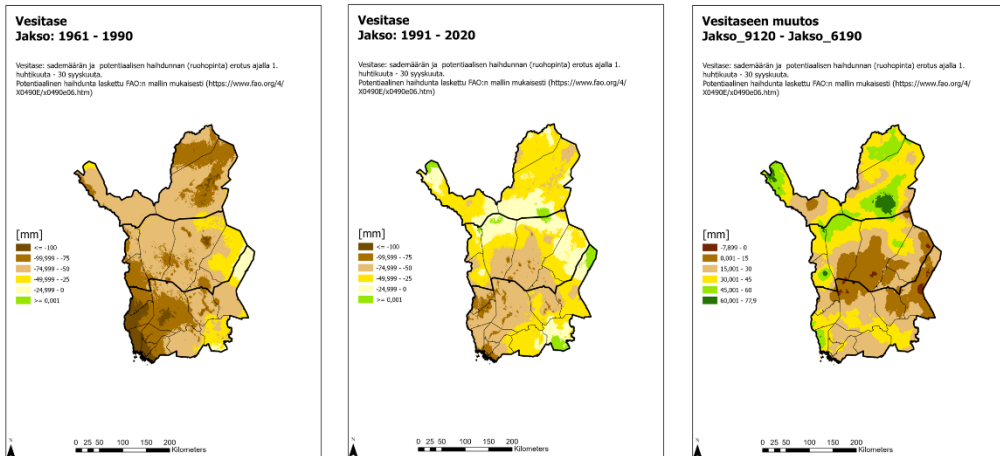 Vesitase
Jakso: 1961 - 1990
Vesitase: sademäärän ja potentiaalisen haihdunnan (ruohopinta) erotus ajalla 1.
huhtikuuta - 30 syyskuuta.
Potentiaalinen haihdunta laskettu FAO:n mallin mukaisesti (https://www.fao.org/4/
X0490E/x0490e06.htm)
[mm]
<= -100
-99,999 - -75
-74,999 - -50
-49,999 - -25
-24,999 - 0
>= 0,001
N
0 25 50 100 150 200
Kilometers
Vesitase
Jakso: 1991 - 2020
Vesitase: sademäärän ja potentiaalisen haihdunnan (ruohopinta) erotus ajalla 1.
huhtikuuta - 30 syyskuuta.
Potentiaalinen haihdunta laskettu FAO:n mallin mukaisesti (https://www.fao.org/4/
X0490E/x0490e06.htm)
[mm]
<= -100
-99,999 - -75
-74,999 - -50
-49,999 - -25
-24,999 - 0
>= 0,001
N
0 25 50 100 150 200
Kilometers
Vesitaseen muutos
Jakso_9120 - Jakso_6190
Vesitase: sademäärän ja potentiaalisen haihdunnan (ruohopinta) erotus ajalla 1.
huhtikuuta - 30 syyskuuta.
Potentiaalinen haihdunta laskettu FAO:n mallin mukaisesti (https://www.fao.org/4/
X0490E/x0490e06.htm)
[mm]
-7,899 - 0
0,001 - 15
15,001 - 30
30,001 - 45
45,001 - 60
60,001 - 77,9
N
0 25 50 100 150 200
Kilometers